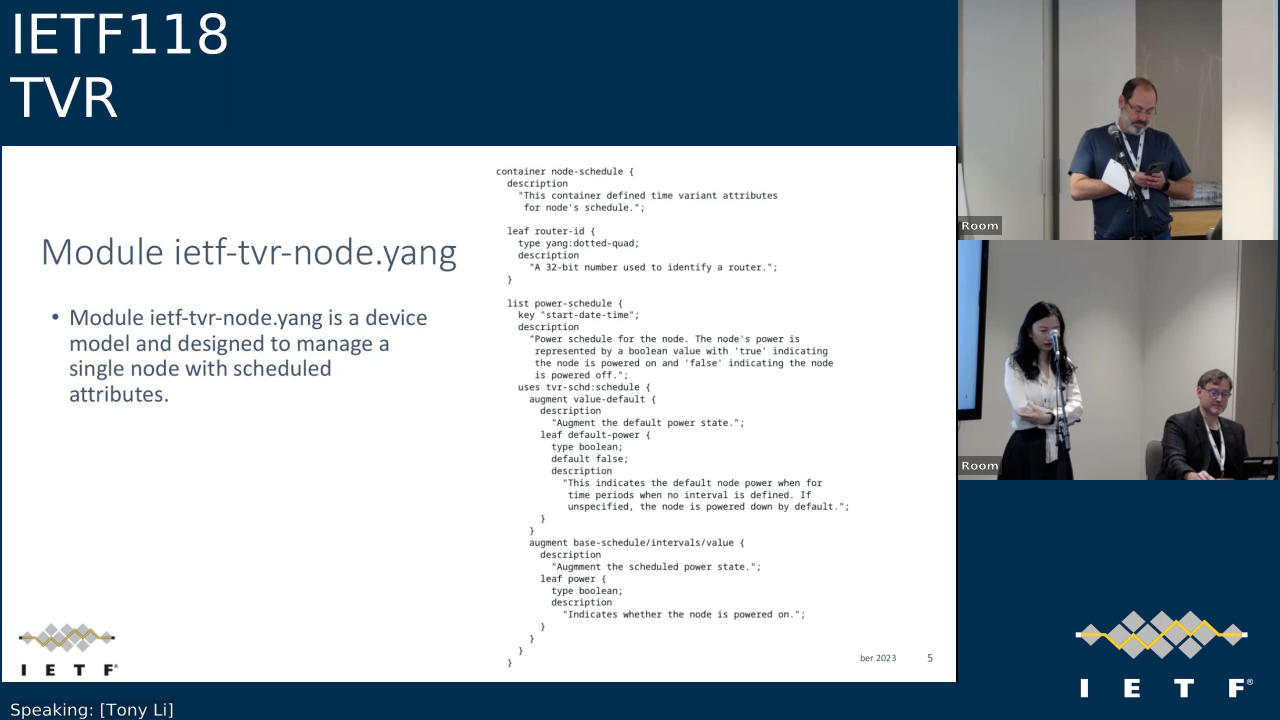 IETF118
TVR
Module ietf-tvr-node.yang
• Module ietf-tvr-node.yang is a device
model and designed to manage a
single node with scheduled
attributes.
container node-schedule {
description
"This container defined time variant attributes
for node's schedule.";
leaf router-id {
type yang:dotted-quad;
description
"A 32-bit number used to identify a router.";
}
list power-schedule {
key "start-date-time";
description
"Power schedule for the node. The node's power is
represented by a boolean value with 'true' indicating
the node is powered on and 'false' indicating the node
is powered off.";
uses tvr-schd:schedule {
augment value-default {
description
"Augment the default power state.";
leaf default-power {
type boolean;
default false;
description
"This indicates the default node power when for
time periods when no interval is defined. If
unspecified, the node is powered down by default.";
}
}
augment base-schedule/intervals/value {
description
"Augmment the scheduled power state.";
leaf power {
type boolean;
description
"Indicates whether the node is powered on.";
}
}
}
}
ber 2023
5
I E T F®
Room
Room
I E T F®
Speaking: [Tony Li]